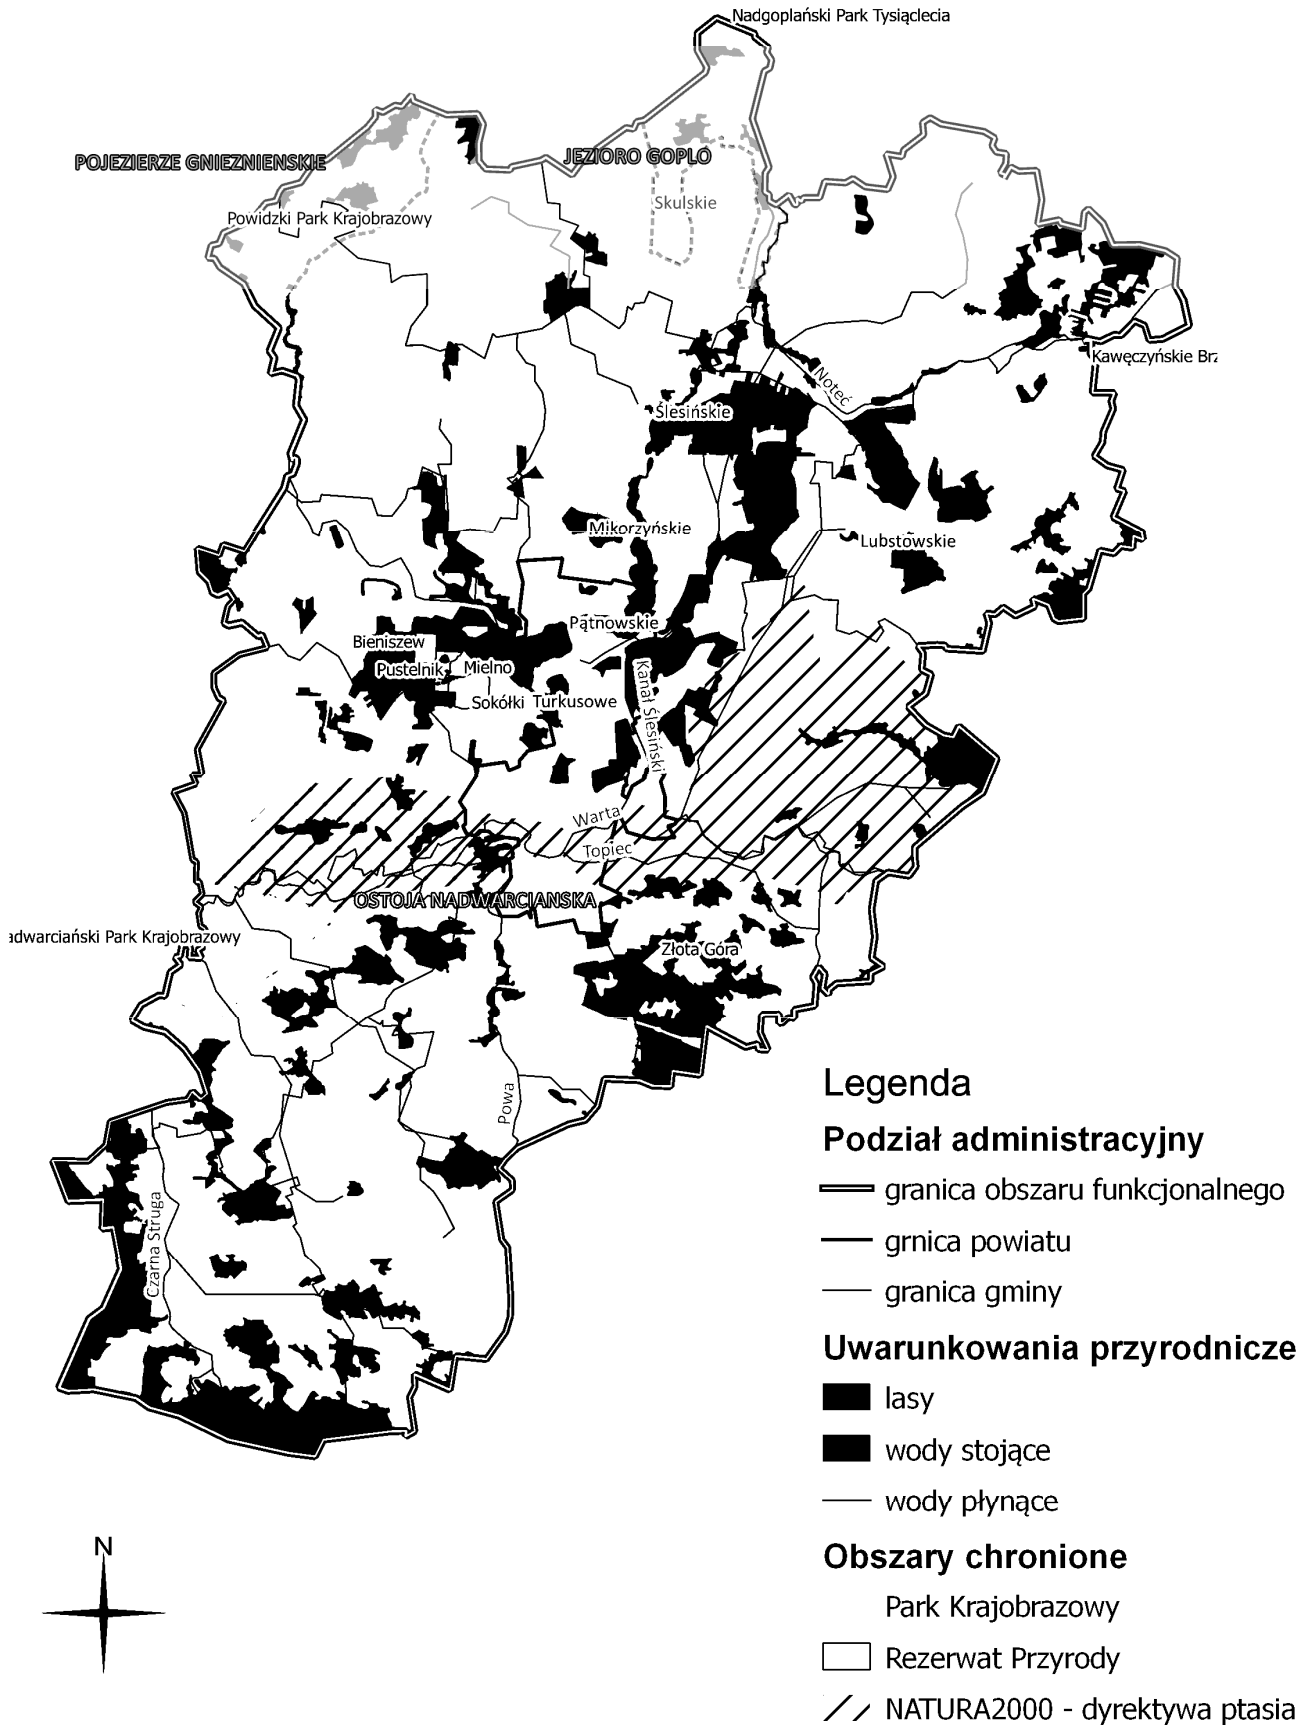 Nadgoplański Park Tysiąclecia
POJEZIERZE GNIEZNIENSKIE
JEZIORO GOPŁO
Skulskie
Powidzki Park Krajobrazowy
Kawęczyńskie Brz
Noteć
Ślesińskie
Mikorzyńskie
Lubstowskie
Pątnowskie
Bieniszew
Pustelnik
Mielno
Sokółki
Turkusowe
Kanał Ślesiński
Warta
Topiec
OSTOJA NADWARCIANSKA
adwarciański Park Krajobrazowy
Złota Góra
Powa
Czarna Struga
Legenda
Podział administracyjny
granica obszaru funkcjonalnego
grnica powiatu
granica gminy
Uwarunkowania przyrodnicze
lasy
wody stojące
wody płynące
Obszary chronione
Park Krajobrazowy
Rezerwat Przyrody
NATURA2000 - dyrektywa ptasia
N